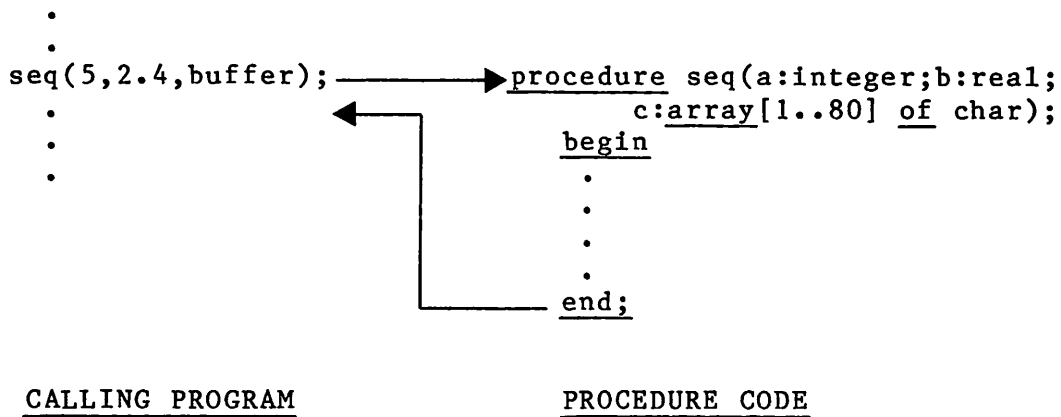 seq(5,2.4,buffer); procedure seq(a:integer;b:real;
c:array[1..80] of char);
begin
end;
CALLING PROGRAM PROCEDURE CODE